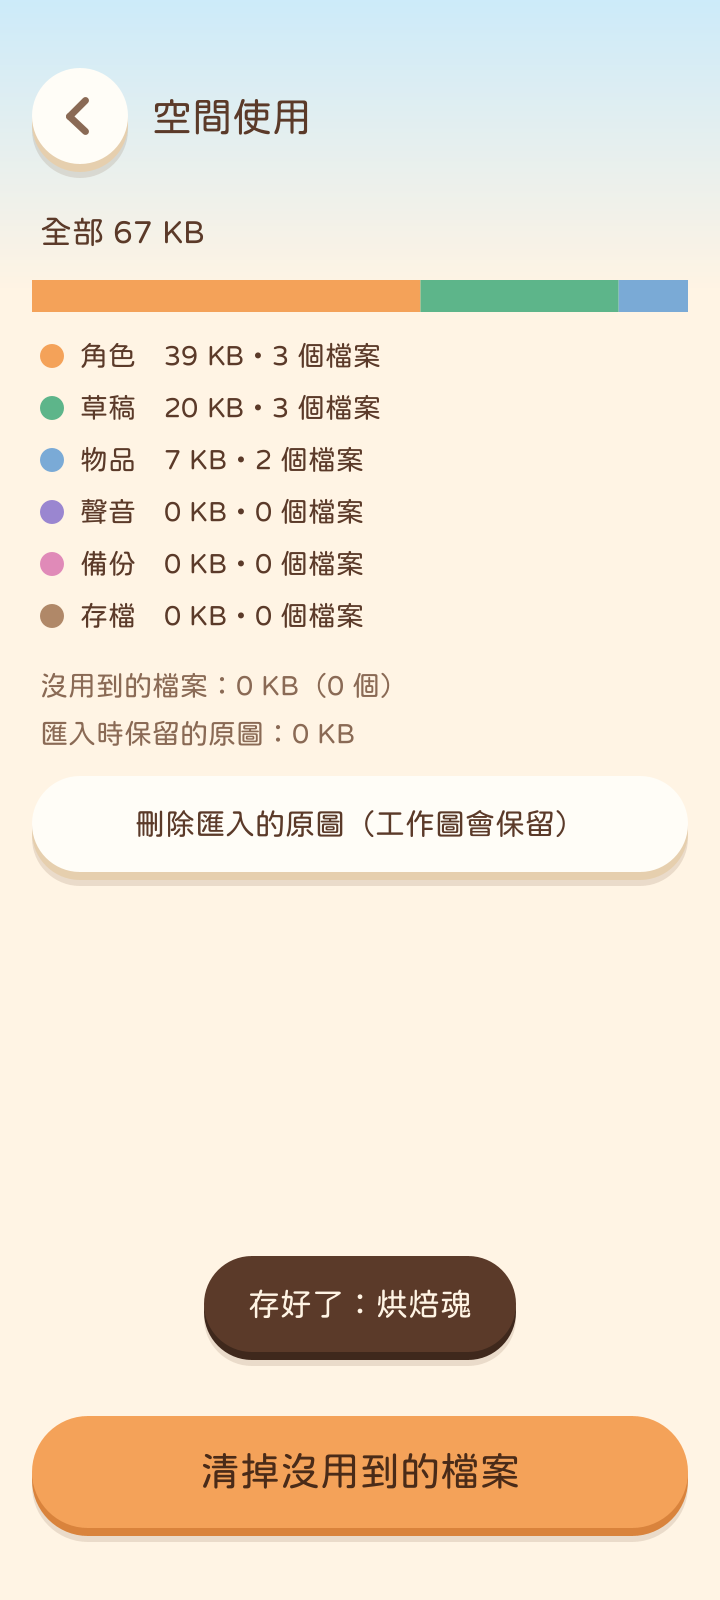 空間使用
全部 67 KB
角色 39 KB・3 個檔案
草稿 20 KB・3 個檔案
物品 7 KB・2 個檔案
聲音 0 KB・0 個檔案
備份 0 KB・0 個檔案
存檔 0 KB・0 個檔案
沒用到的檔案：0 KB（0 個）
匯入時保留的原圖：0 KB
刪除匯入的原圖（工作圖會保留）
存好了：烘焙魂
清掉沒用到的檔案